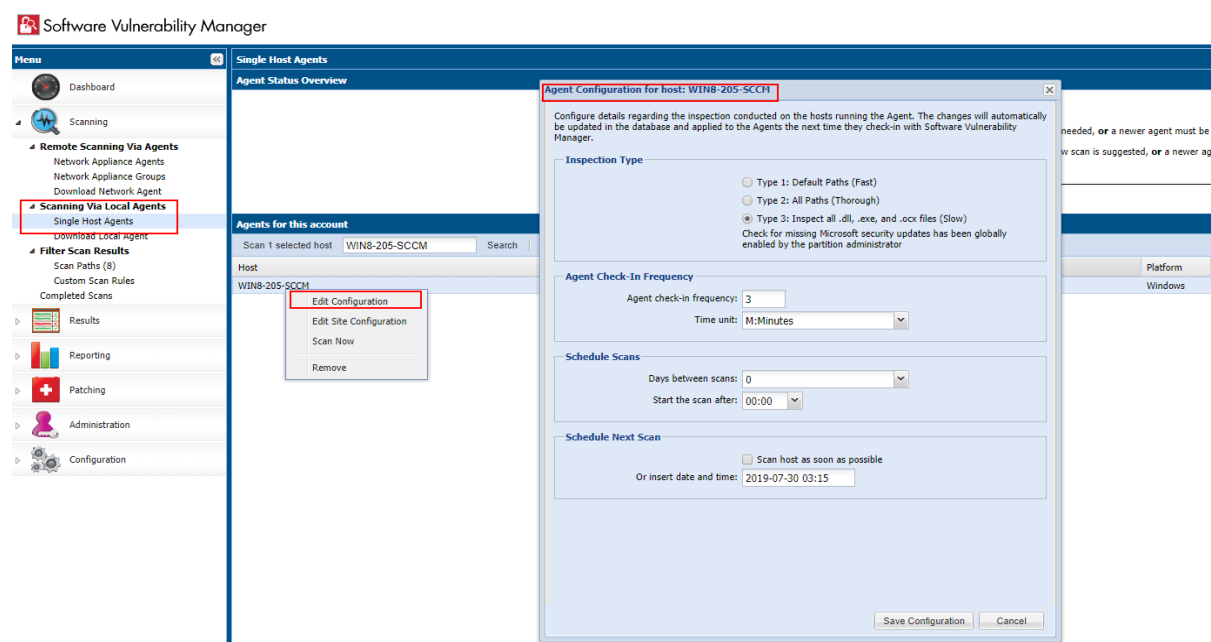 Software Vulnerability Manager
Menu
Dashboard
Scanning
Remote Scanning Via Agents
Network Appliance Agents
Network Appliance Groups
Download Network Agent
Scanning Via Local Agents
Single Host Agents
Download Local Agent
Filter Scan Results
Scan Paths (8)
Custom Scan Rules
Completed Scans
Results
Reporting
Patching
Administration
Configuration
Single Host Agents
Agent Status Overview
needed, or a newer agent must be
w scan is suggested, or a newer ag
Agents for this account
Scan 1 selected host WIN8-205-SCCM Search
Host Platform
WIN8-205-SCCM Windows
Edit Configuration
Edit Site Configuration
Scan Now
Remove
Agent Configuration for host: WIN8-205-SCCM
Configure details regarding the inspection conducted on the hosts running the Agent. The changes will automatically
be updated in the database and applied to the Agents the next time they check-in with Software Vulnerability
Manager.
Inspection Type
Type 1: Default Paths (Fast)
Type 2: All Paths (Thorough)
Type 3: Inspect all .dll, .exe, and .ocx files (Slow)
Check for missing Microsoft security updates has been globally
enabled by the partition administrator
Agent Check-In Frequency
Agent check-in frequency: 3
Time unit: M:Minutes
Schedule Scans
Days between scans: 0
Start the scan after: 00:00
Schedule Next Scan
Scan host as soon as possible
Or insert date and time: 2019-07-30 03:15
Save Configuration Cancel